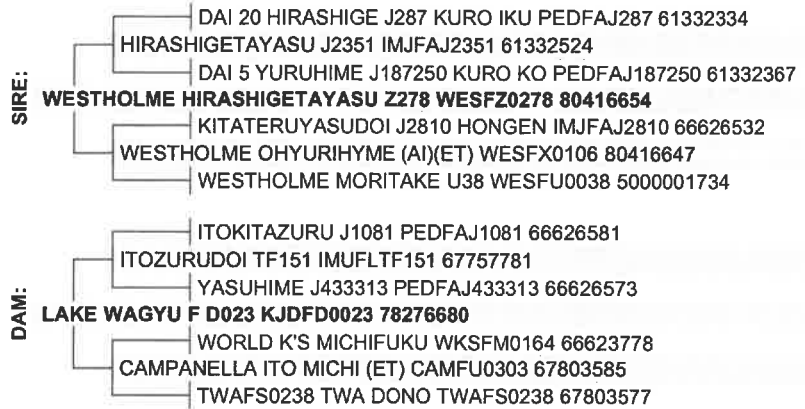 SIRE:
DAI 20 HIRASHIGE J287 KURO IKU PEDFAJ287 61332334
HIRASHIGETAYASU J2351 IMJFAJ2351 61332524
DAI 5 YURUHIME J187250 KURO KO PEDFAJ187250 61332367
WESTHOLME HIRASHIGETAYASU Z278 WESFZ0278 80416654
KITATERUYASUDOI J2810 HONGEN IMJFAJ2810 66626532
WESTHOLME OHYURIHYME (AI)(ET) WESFX0106 80416647
WESTHOLME MORITAKE U38 WESFU0038 5000001734
DAM:
ITOKITAZURU J1081 PEDFAJ1081 66626581
ITOZURUDOI TF151 IMUFLTF151 67757781
YASUHIME J433313 PEDFAJ433313 66626573
LAKE WAGYU F D023 KJDFD0023 78276680
WORLD K'S MICHIFUKU WKSFM0164 66623778
CAMPANELLA ITO MICHI (ET) CAMFU0303 67803585
TWAFS0238 TWA DONO TWAFS0238 67803577